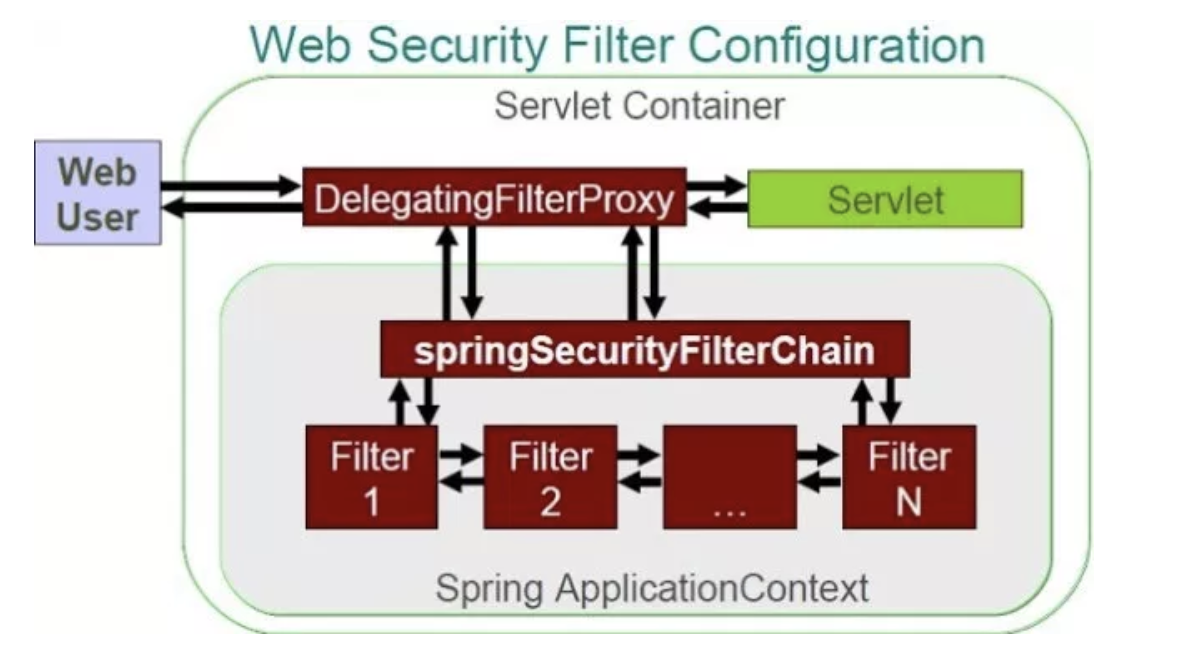 Web Security Filter Configuration
Servlet Container
Web
User
DelegatingFilterProxy
Servlet
springSecurityFilterChain
Filter
1
Filter
2
...
Filter
N
Spring ApplicationContext